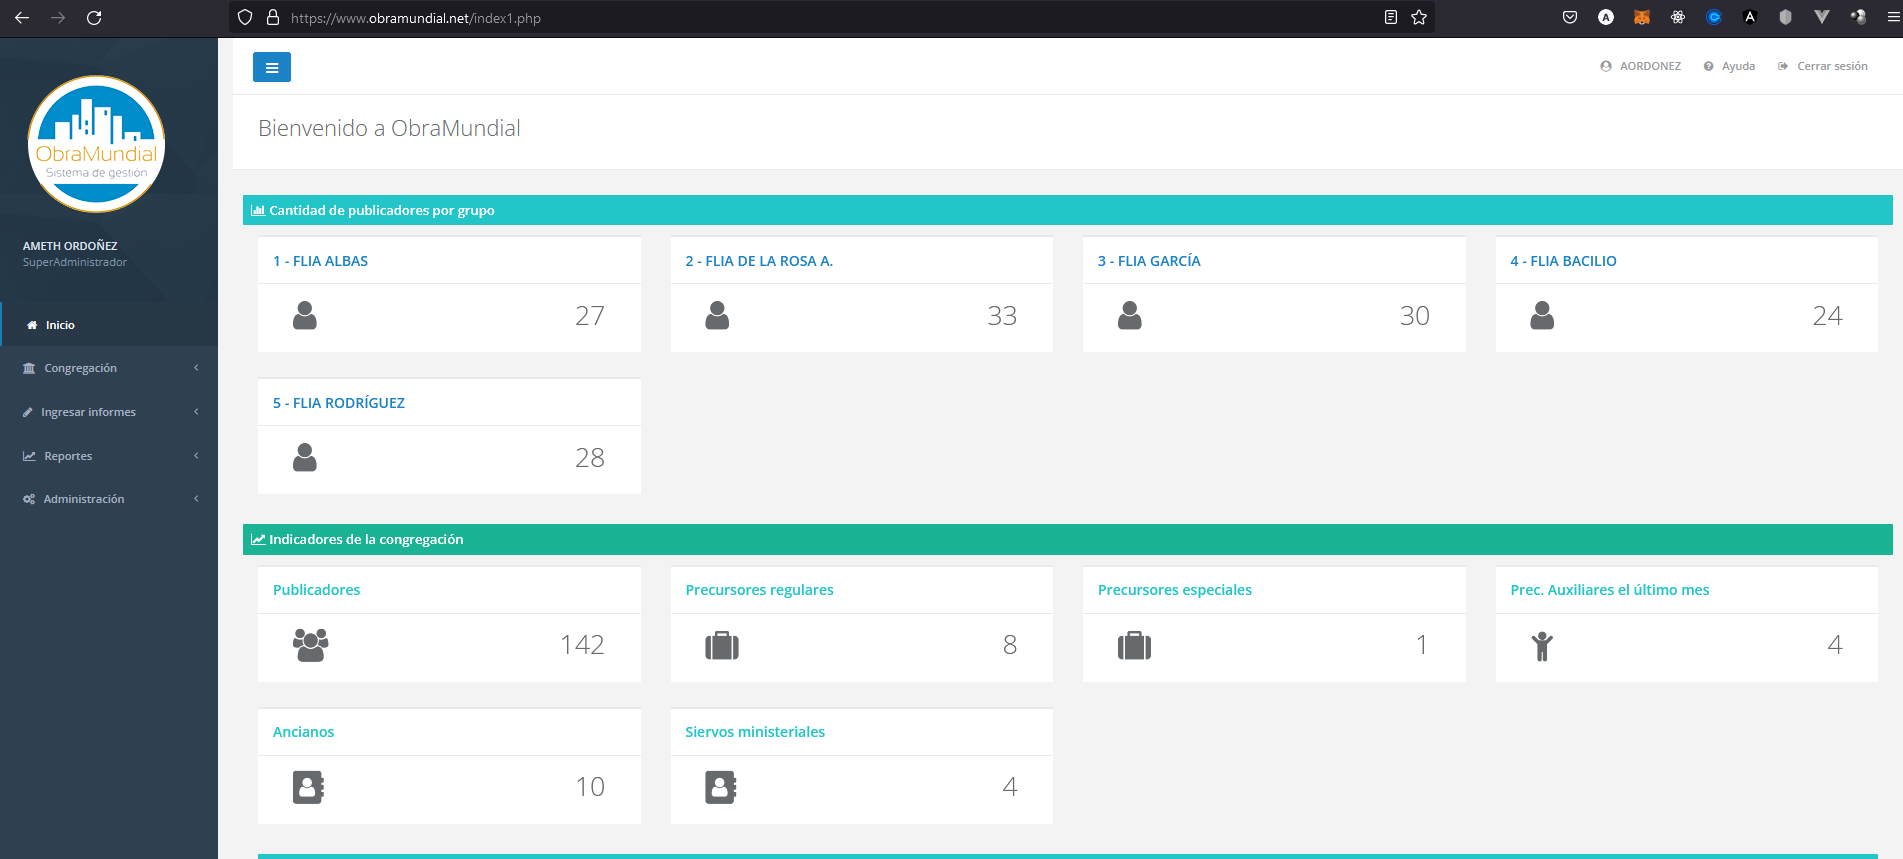 https://www.obramundial.net/index1.php
ObraMundial
Sistema de gestión
AMETH ORDOÑEZ
SuperAdministrador
Inicio
Congregación
Ingresar informes
Reportes
Administración
AORDONEZ
Ayuda
Cerrar sesión
Bienvenido a ObraMundial
Cantidad de publicadores por grupo
1 - FLIA ALBAS
27
2 - FLIA DE LA ROSA A.
33
3 - FLIA GARCÍA
30
4 - FLIA BACILIO
24
5 - FLIA RODRÍGUEZ
28
Indicadores de la congregación
Publicadores
142
Precursores regulares
8
Precursores especiales
1
Prec. Auxiliares el último mes
4
Ancianos
10
Siervos ministeriales
4